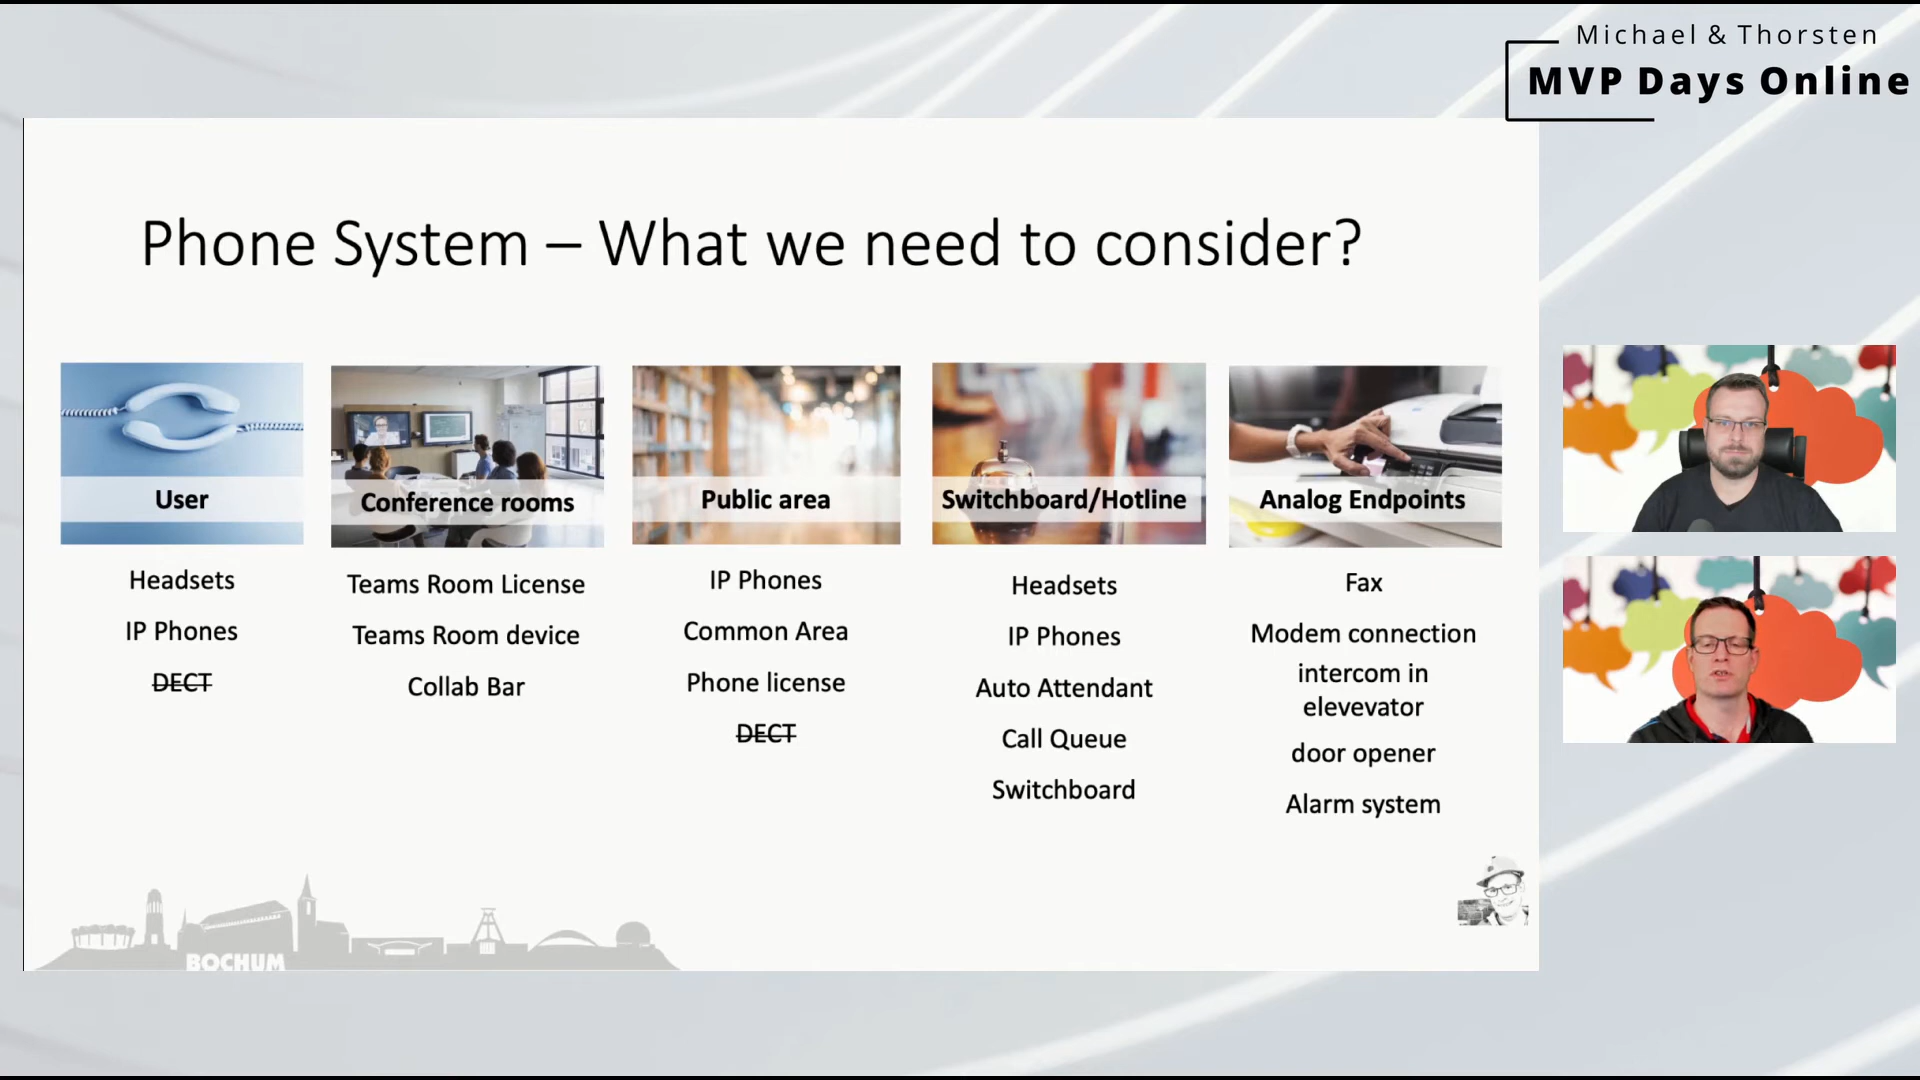 Michael & Thorsten
MVP Days Online
Phone System – What we need to consider?
User
Headsets
IP Phones
DECT
Conference rooms
Teams Room License
Teams Room device
Collab Bar
Public area
IP Phones
Common Area
Phone license
DECT
Switchboard/Hotline
Headsets
IP Phones
Auto Attendant
Call Queue
Switchboard
Analog Endpoints
Fax
Modem connection
intercom in
elevevator
door opener
Alarm system
BOCHUM